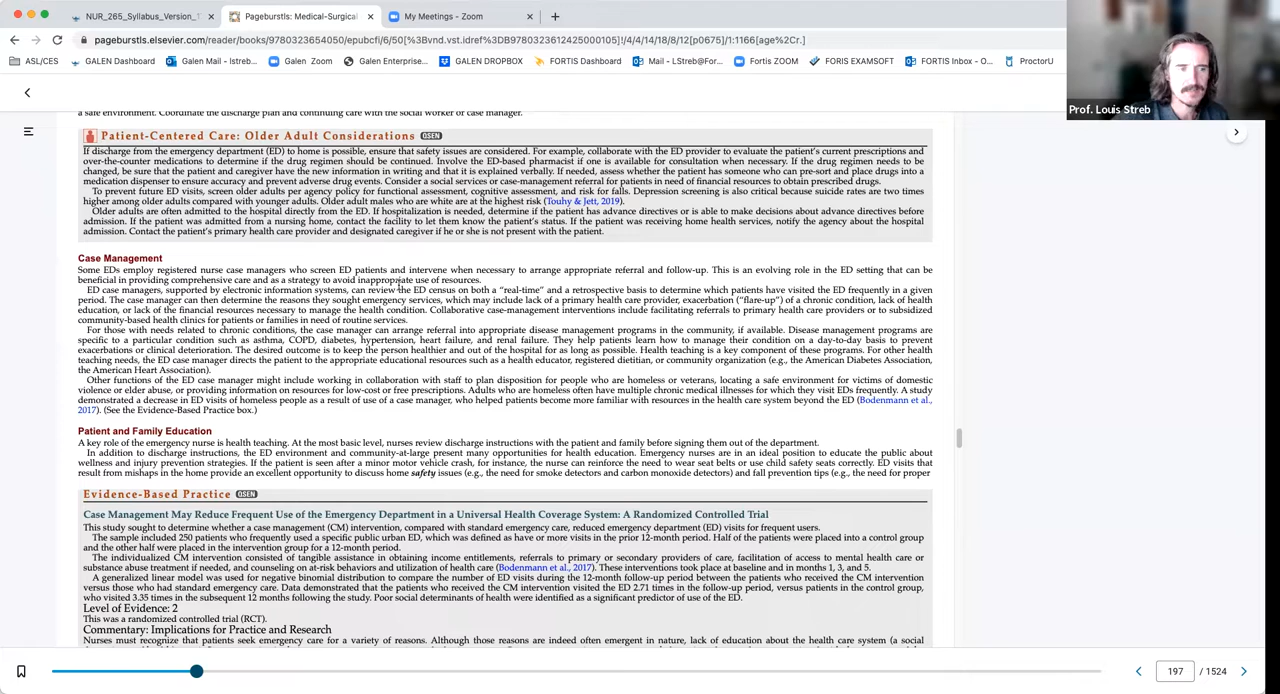 NUR_265_Syllabus_Version_T
Pageburstls: Medical-Surgical
My Meetings - Zoom
pageburstls.elsevier.com/reader/books/9780323654050/epubcfi/6/50[%3Bvnd.vst.idref%3DB9780323612425000105]!/4/4/14/18/8/12[p0675]/1:1166[age%2Cr.]
ASL/CES
GALEN Dashboard
Galen Mail - lstreb...
Galen Zoom
Galen Enterprise...
GALEN DROPBOX
FORTIS Dashboard
Mail - LStreb@For...
Fortis ZOOM
FORIS EXAMSOFT
FORTIS Inbox - O...
ProctorU
Prof. Louis Streb
a safe environment. Coordinate the discharge plan and continuing care with the social worker or case manager.
Patient-Centered Care: Older Adult Considerations QSEN
If discharge from the emergency department (ED) to home is possible, ensure that safety issues are considered. For example, collaborate with the ED provider to evaluate the patient's current prescriptions and
over-the-counter medications to determine if the drug regimen should be continued. Involve the ED-based pharmacist if one is available for consultation when necessary. If the drug regimen needs to be
changed, be sure that the patient and caregiver have the new information in writing and that it is explained verbally. If needed, assess whether the patient has someone who can pre-sort and place drugs into a
medication dispenser to ensure accuracy and prevent adverse drug events. Consider a social services or case-management referral for patients in need of financial resources to obtain prescribed drugs.
To prevent future ED visits, screen older adults per agency policy for functional assessment, cognitive assessment, and risk for falls. Depression screening is also critical because suicide rates are two times
higher among older adults compared with younger adults. Older adult males who are white are at the highest risk (Touhy & Jett, 2019).
Older adults are often admitted to the hospital directly from the ED. If hospitalization is needed, determine if the patient has advance directives or is able to make decisions about advance directives before
admission. If the patient was admitted from a nursing home, contact the facility to let them know the patient's status. If the patient was receiving home health services, notify the agency about the hospital
admission. Contact the patient's primary health care provider and designated caregiver if he or she is not present with the patient.
Case Management
Some EDs employ registered nurse case managers who screen ED patients and intervene when necessary to arrange appropriate referral and follow-up. This is an evolving role in the ED setting that can be
beneficial in providing comprehensive care and as a strategy to avoid inappropriate use of resources.
ED case managers, supported by electronic information systems, can review the ED census on both a "real-time" and a retrospective basis to determine which patients have visited the ED frequently in a given
period. The case manager can then determine the reasons they sought emergency services, which may include lack of a primary health care provider, exacerbation ("flare-up") of a chronic condition, lack of health
education, or lack of the financial resources necessary to manage the health condition. Collaborative case-management interventions include facilitating referrals to primary health care providers or to subsidized
community-based health clinics for patients or families in need of routine services.
For those with needs related to chronic conditions, the case manager can arrange referral into appropriate disease management programs in the community, if available. Disease management programs are
specific to a particular condition such as asthma, COPD, diabetes, hypertension, heart failure, and renal failure. They help patients learn how to manage their condition on a day-to-day basis to prevent
exacerbations or clinical deterioration. The desired outcome is to keep the person healthier and out of the hospital for as long as possible. Health teaching is a key component of these programs. For other health
teaching needs, the ED case manager directs the patient to the appropriate educational resources such as a health educator, registered dietitian, or community organization (e.g., the American Diabetes Association,
the American Heart Association).
Other functions of the ED case manager might include working in collaboration with staff to plan disposition for people who are homeless or veterans, locating a safe environment for victims of domestic
violence or elder abuse, or providing information on resources for low-cost or free prescriptions. Adults who are homeless often have multiple chronic medical illnesses for which they visit EDs frequently. A study
demonstrated a decrease in ED visits of homeless people as a result of use of a case manager, who helped patients become more familiar with resources in the health care system beyond the ED (Bodenmann et al.,
2017). (See the Evidence-Based Practice box.)
Patient and Family Education
A key role of the emergency nurse is health teaching. At the most basic level, nurses review discharge instructions with the patient and family before signing them out of the department.
In addition to discharge instructions, the ED environment and community-at-large present many opportunities for health education. Emergency nurses are in an ideal position to educate the public about
wellness and injury prevention strategies. If the patient is seen after a minor motor vehicle crash, for instance, the nurse can reinforce the need to wear seat belts or use child safety seats correctly. ED visits that
result from mishaps in the home provide an excellent opportunity to discuss home safety issues (e.g., the need for smoke detectors and carbon monoxide detectors) and fall prevention tips (e.g., the need for proper
Evidence-Based Practice QSEN
Case Management May Reduce Frequent Use of the Emergency Department in a Universal Health Coverage System: A Randomized Controlled Trial
This study sought to determine whether a case management (CM) intervention, compared with standard emergency care, reduced emergency department (ED) visits for frequent users.
The sample included 250 patients who frequently used a specific public urban ED, which was defined as have or more visits in the prior 12-month period. Half of the patients were placed into a control group
and the other half were placed in the intervention group for a 12-month period.
The individualized CM intervention consisted of tangible assistance in obtaining income entitlements, referrals to primary or secondary providers of care, facilitation of access to mental health care or
substance abuse treatment if needed, and counseling on at-risk behaviors and utilization of health care (Bodenmann et al., 2017). These interventions took place at baseline and in months 1, 3, and 5.
A generalized linear model was used for negative binomial distribution to compare the number of ED visits during the 12-month follow-up period between the patients who received the CM intervention
versus those who had standard emergency care. Data demonstrated that the patients who received the CM intervention visited the ED 2.71 times in the follow-up period, versus patients in the control group,
who visited 3.35 times in the subsequent 12 months following the study. Poor social determinants of health were identified as a significant predictor of use of the ED.
Level of Evidence: 2
This was a randomized controlled trial (RCT).
Commentary: Implications for Practice and Research
Nurses must recognize that patients seek emergency care for a variety of reasons. Although those reasons are indeed often emergent in nature, lack of education about the health care system (a social
197 / 1524